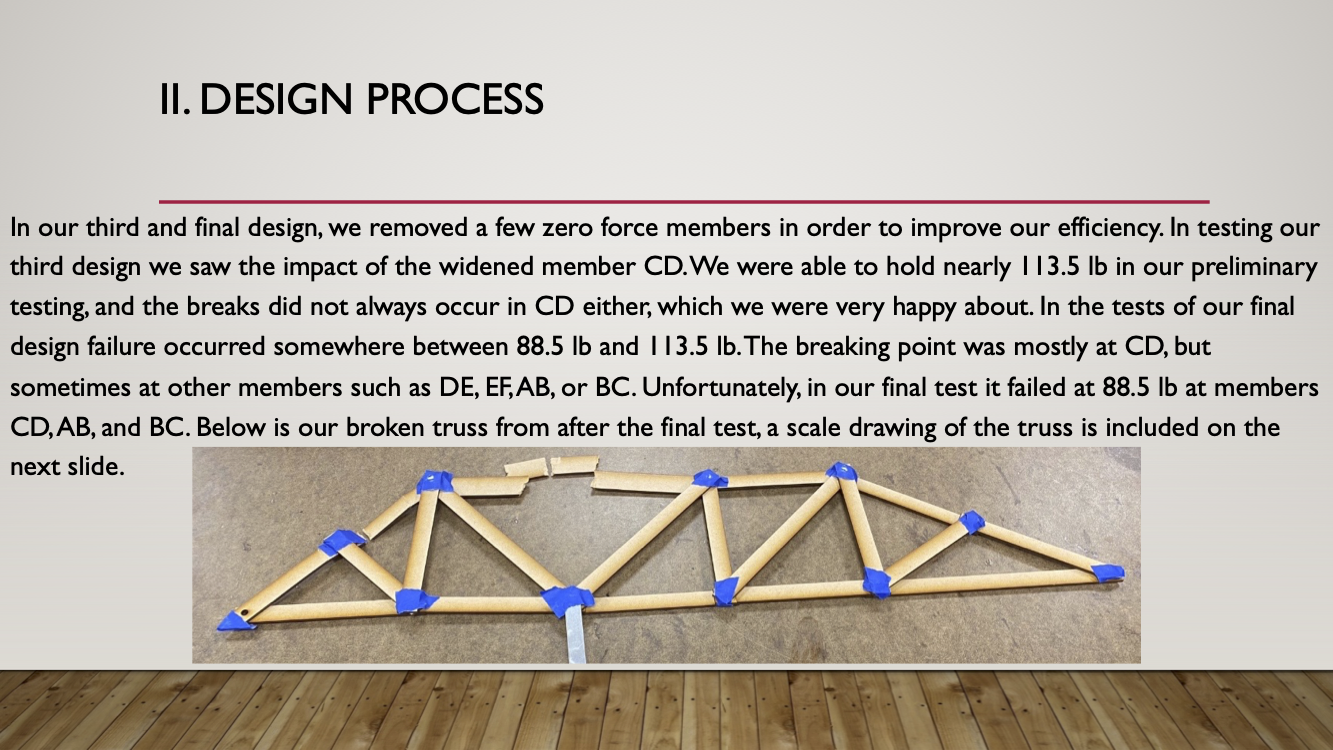 II. DESIGN PROCESS
In our third and final design, we removed a few zero force members in order to improve our efficiency. In testing our
third design we saw the impact of the widened member CD. We were able to hold nearly 113.5 lb in our preliminary
testing, and the breaks did not always occur in CD either, which we were very happy about. In the tests of our final
design failure occurred somewhere between 88.5 lb and 113.5 lb. The breaking point was mostly at CD, but
sometimes at other members such as DE, EF, AB, or BC. Unfortunately, in our final test it failed at 88.5 lb at members
CD, AB, and BC. Below is our broken truss from after the final test, a scale drawing of the truss is included on the
next slide.